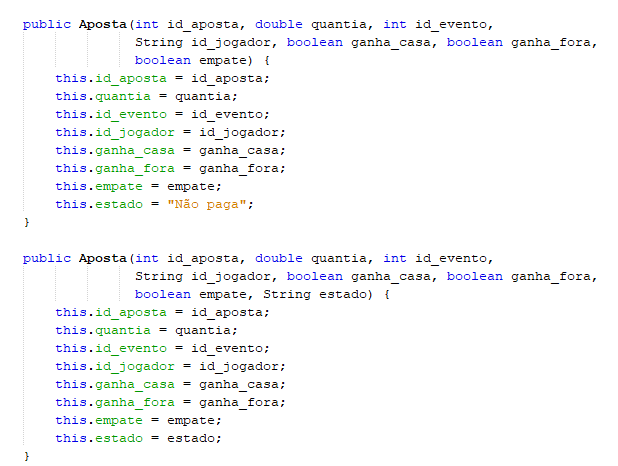 public Aposta(int id_aposta, double quantia, int id_evento,
String id_jogador, boolean ganha_casa, boolean ganha_fora,
boolean empate) {
this.id_aposta = id_aposta;
this.quantia = quantia;
this.id_evento = id_evento;
this.id_jogador = id_jogador;
this.ganha_casa = ganha_casa;
this.ganha_fora = ganha_fora;
this.empate = empate;
this.estado = "Não paga";
}
public Aposta(int id_aposta, double quantia, int id_evento,
String id_jogador, boolean ganha_casa, boolean ganha_fora,
boolean empate, String estado) {
this.id_aposta = id_aposta;
this.quantia = quantia;
this.id_evento = id_evento;
this.id_jogador = id_jogador;
this.ganha_casa = ganha_casa;
this.ganha_fora = ganha_fora;
this.empate = empate;
this.estado = estado;
}